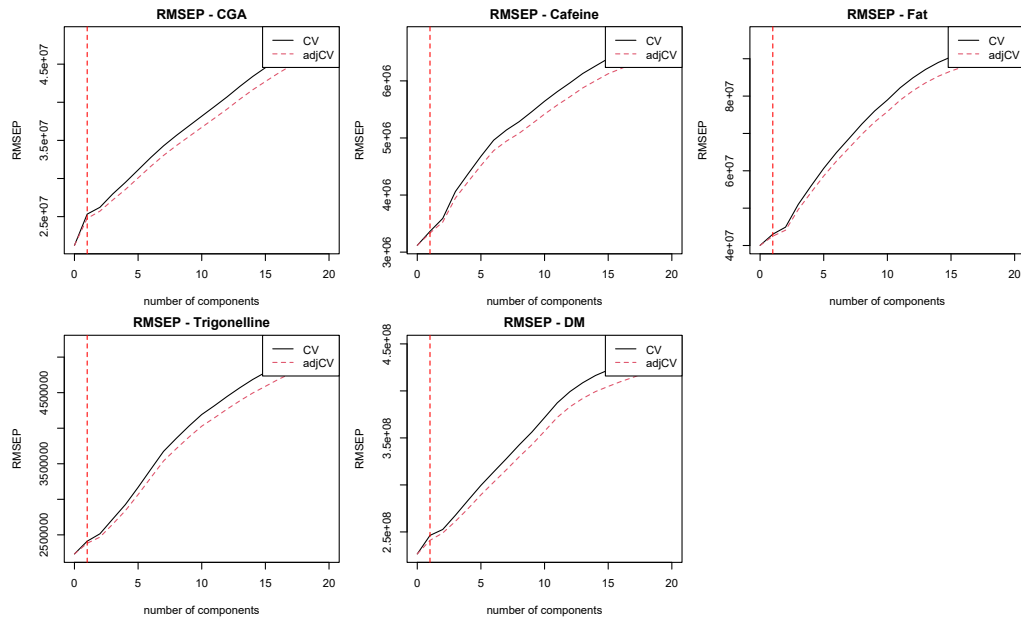 RMSEP - CGA
CV
adjCV
RMSEP
2.5e+07
3.5e+07
4.5e+07
0 5 10 15 20
number of components
RMSEP - Cafeine
CV
adjCV
RMSEP
3e+06
4e+06
5e+06
6e+06
0 5 10 15 20
number of components
RMSEP - Fat
CV
adjCV
RMSEP
4e+07
6e+07
8e+07
0 5 10 15 20
number of components
RMSEP - Trigonelline
CV
adjCV
RMSEP
2500000
3500000
4500000
0 5 10 15 20
number of components
RMSEP - DM
CV
adjCV
RMSEP
2.5e+08
3.5e+08
4.5e+08
0 5 10 15 20
number of components